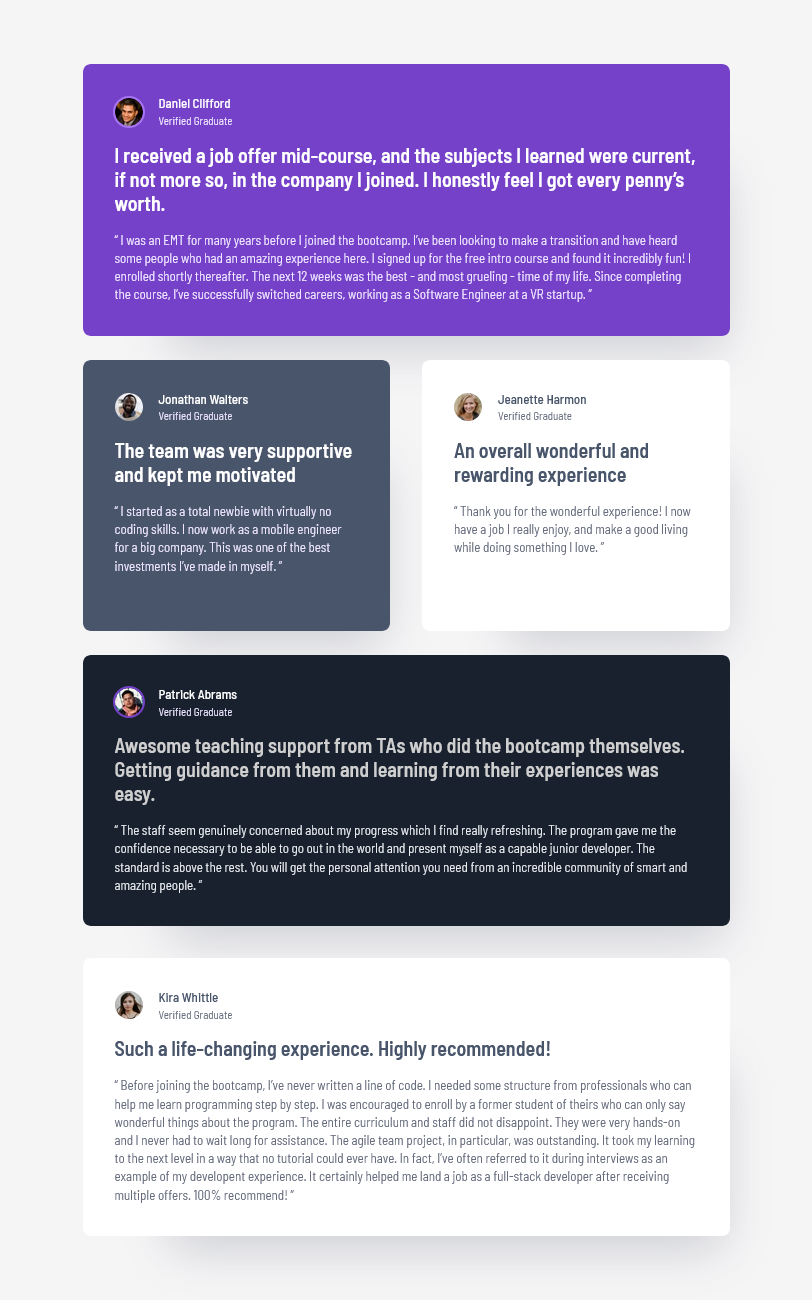 Daniel Clifford
Verified Graduate
I received a job offer mid-course, and the subjects I learned were current,
if not more so, in the company I joined. I honestly feel I got every penny’s
worth.
“ I was an EMT for many years before I joined the bootcamp. I’ve been looking to make a transition and have heard
some people who had an amazing experience here. I signed up for the free intro course and found it incredibly fun! I
enrolled shortly thereafter. The next 12 weeks was the best - and most grueling - time of my life. Since completing
the course, I’ve successfully switched careers, working as a Software Engineer at a VR startup. ”
Jonathan Walters
Verified Graduate
The team was very supportive
and kept me motivated
“ I started as a total newbie with virtually no
coding skills. I now work as a mobile engineer
for a big company. This was one of the best
investments I’ve made in myself. ”
Jeanette Harmon
Verified Graduate
An overall wonderful and
rewarding experience
“ Thank you for the wonderful experience! I now
have a job I really enjoy, and make a good living
while doing something I love. ”
Patrick Abrams
Verified Graduate
Awesome teaching support from TAs who did the bootcamp themselves.
Getting guidance from them and learning from their experiences was
easy.
“ The staff seem genuinely concerned about my progress which I find really refreshing. The program gave me the
confidence necessary to be able to go out in the world and present myself as a capable junior developer. The
standard is above the rest. You will get the personal attention you need from an incredible community of smart and
amazing people. ”
Kira Whittle
Verified Graduate
Such a life-changing experience. Highly recommended!
“ Before joining the bootcamp, I’ve never written a line of code. I needed some structure from professionals who can
help me learn programming step by step. I was encouraged to enroll by a former student of theirs who can only say
wonderful things about the program. The entire curriculum and staff did not disappoint. They were very hands-on
and I never had to wait long for assistance. The agile team project, in particular, was outstanding. It took my learning
to the next level in a way that no tutorial could ever have. In fact, I’ve often referred to it during interviews as an
example of my developent experience. It certainly helped me land a job as a full-stack developer after receiving
multiple offers. 100% recommend! ”